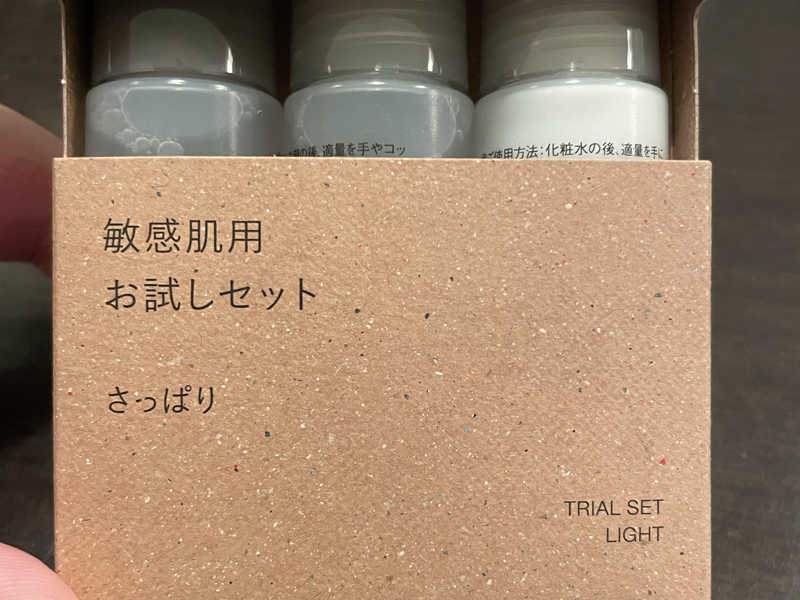 の後、適量を手やコッ
ご使用方法：化粧水の後、適量を手に
敏感肌用
お試しセット
さっぱり
TRIAL SET
LIGHT